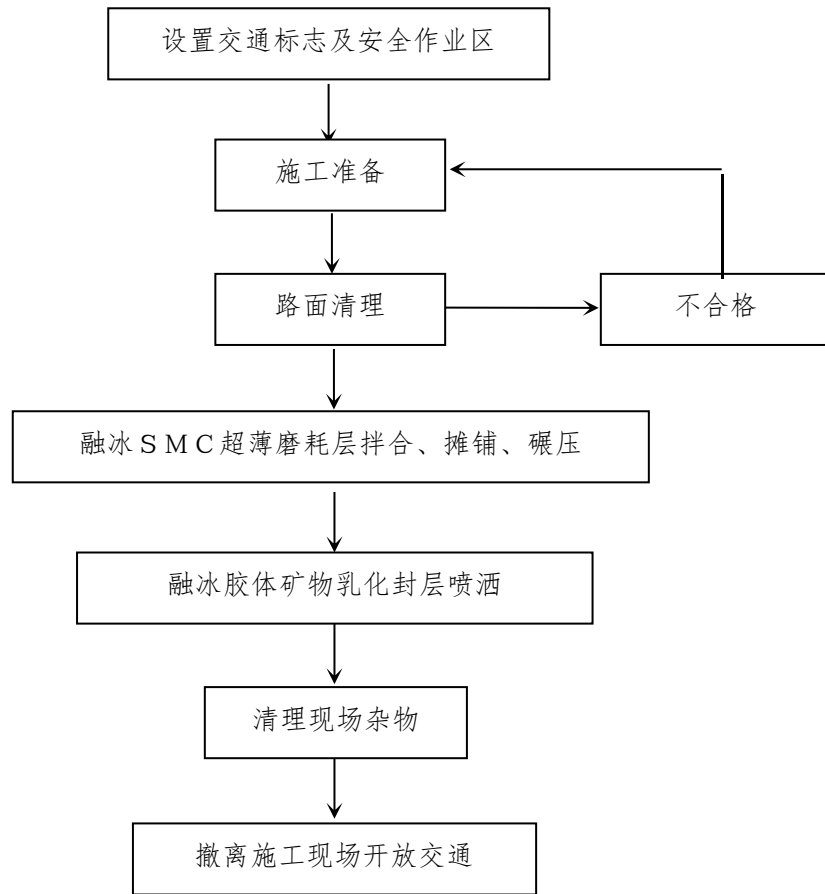 设置交通标志及安全作业区
施工准备
路面清理
不合格
融冰SMC超薄磨耗层拌合、摊铺、碾压
融冰胶体矿物乳化封层喷洒
清理现场杂物
撤离施工现场开放交通